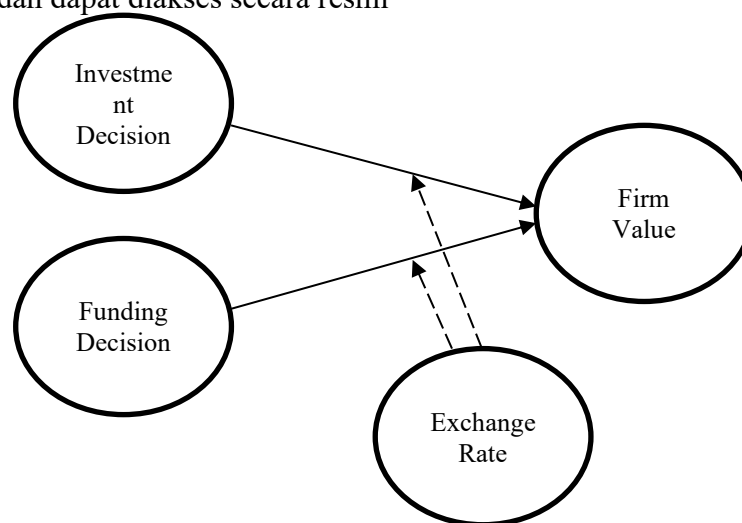 dan dapat diakses secara resmi
Investme
nt
Decision
Firm
Value
Funding
Decision
Exchange
Rate